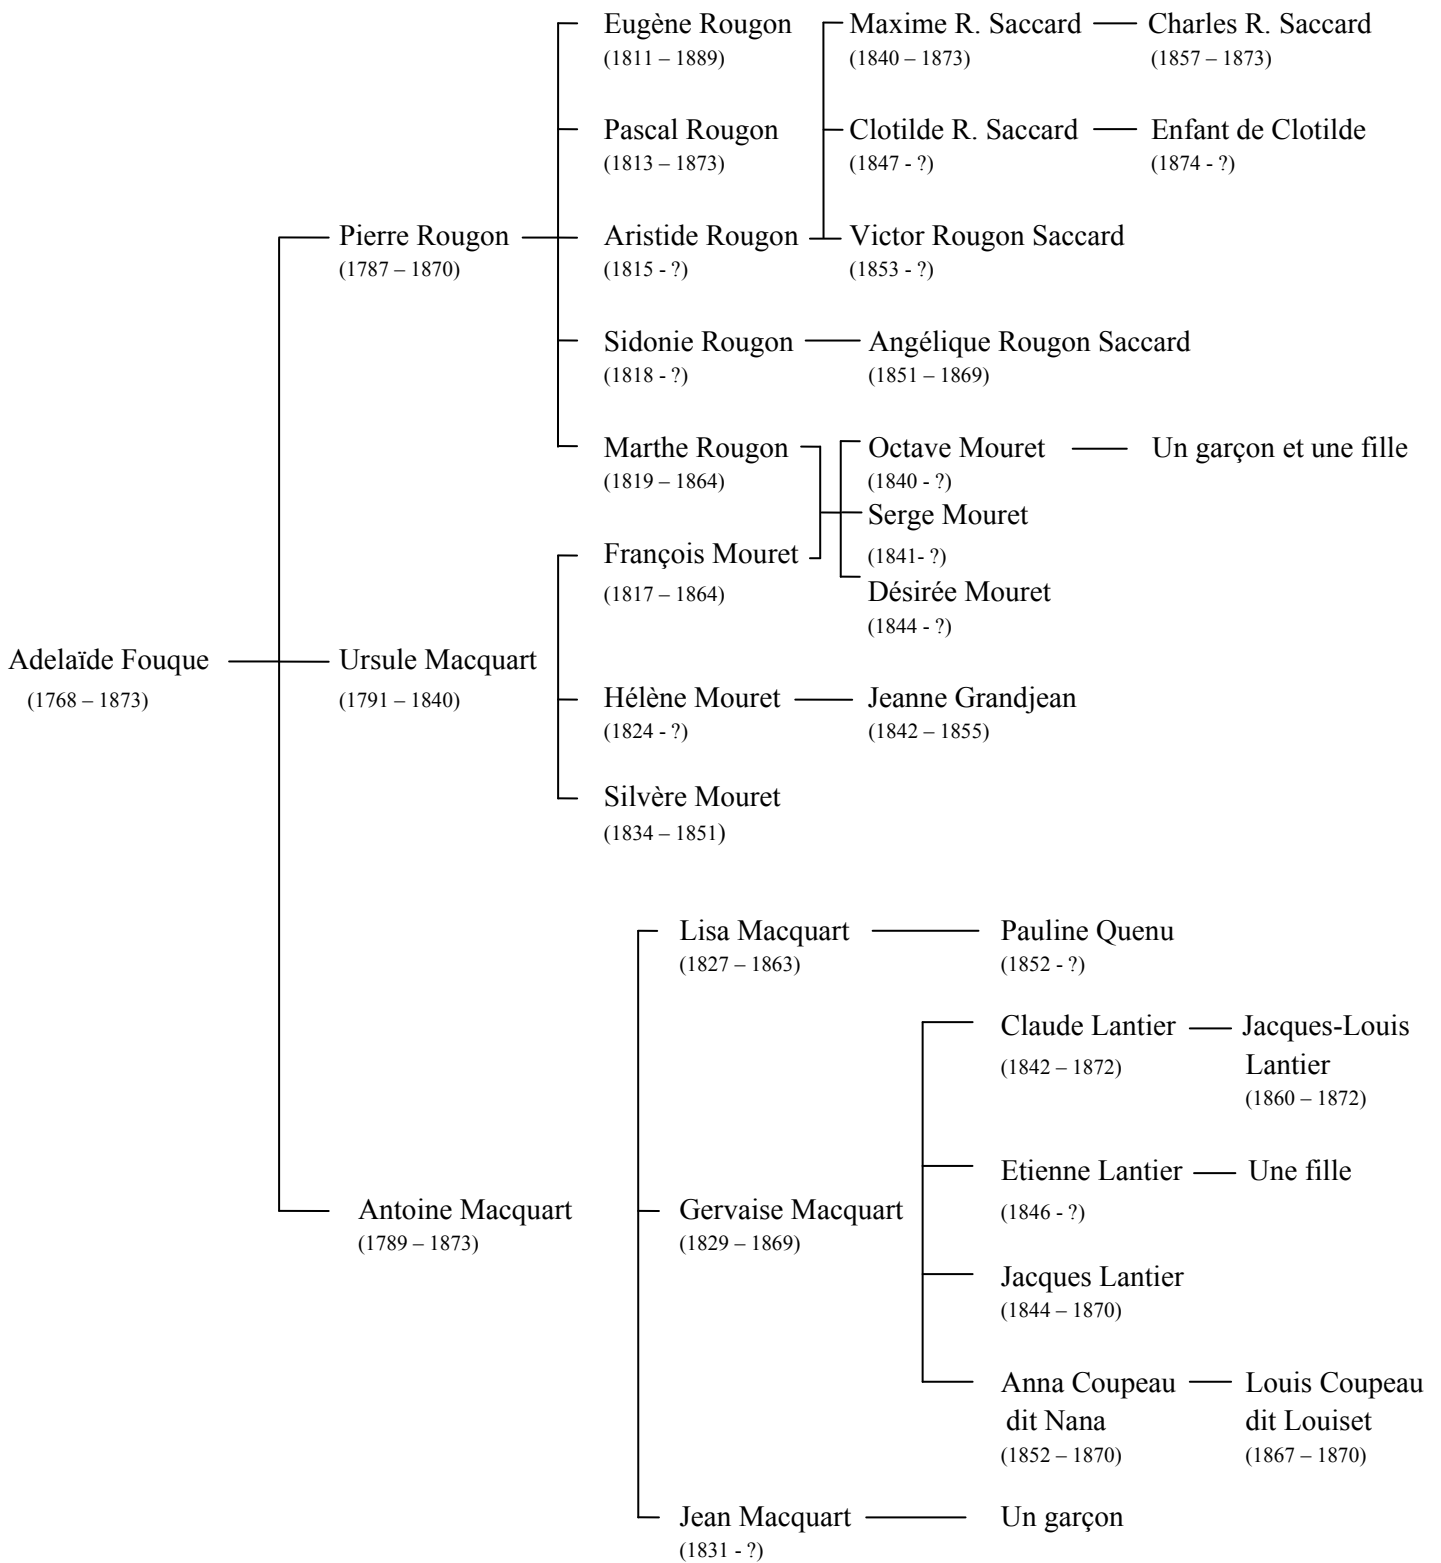 Eugène Rougon
(1811 – 1889)
Maxime R. Saccard
(1840 – 1873)
Charles R. Saccard
(1857 – 1873)
Pascal Rougon
(1813 – 1873)
Clotilde R. Saccard
(1847 - ?)
Enfant de Clotilde
(1874 - ?)
Pierre Rougon
(1787 – 1870)
Aristide Rougon
(1815 - ?)
Victor Rougon Saccard
(1853 - ?)
Sidonie Rougon
(1818 - ?)
Angélique Rougon Saccard
(1851 – 1869)
Marthe Rougon
(1819 – 1864)
Octave Mouret
(1840 - ?)
Un garçon et une fille
Serge Mouret
(1841- ?)
François Mouret
(1817 – 1864)
Désirée Mouret
(1844 - ?)
Adelaïde Fouque
(1768 – 1873)
Ursule Macquart
(1791 – 1840)
Hélène Mouret
(1824 - ?)
Jeanne Grandjean
(1842 – 1855)
Silvère Mouret
(1834 – 1851)
Lisa Macquart
(1827 – 1863)
Pauline Quenu
(1852 - ?)
Claude Lantier
(1842 – 1872)
Jacques-Louis
Lantier
(1860 – 1872)
Etienne Lantier
(1846 - ?)
Une fille
Antoine Macquart
(1789 – 1873)
Gervaise Macquart
(1829 – 1869)
Jacques Lantier
(1844 – 1870)
Anna Coupeau
dit Nana
(1852 – 1870)
Louis Coupeau
dit Louiset
(1867 – 1870)
Jean Macquart
(1831 - ?)
Un garçon